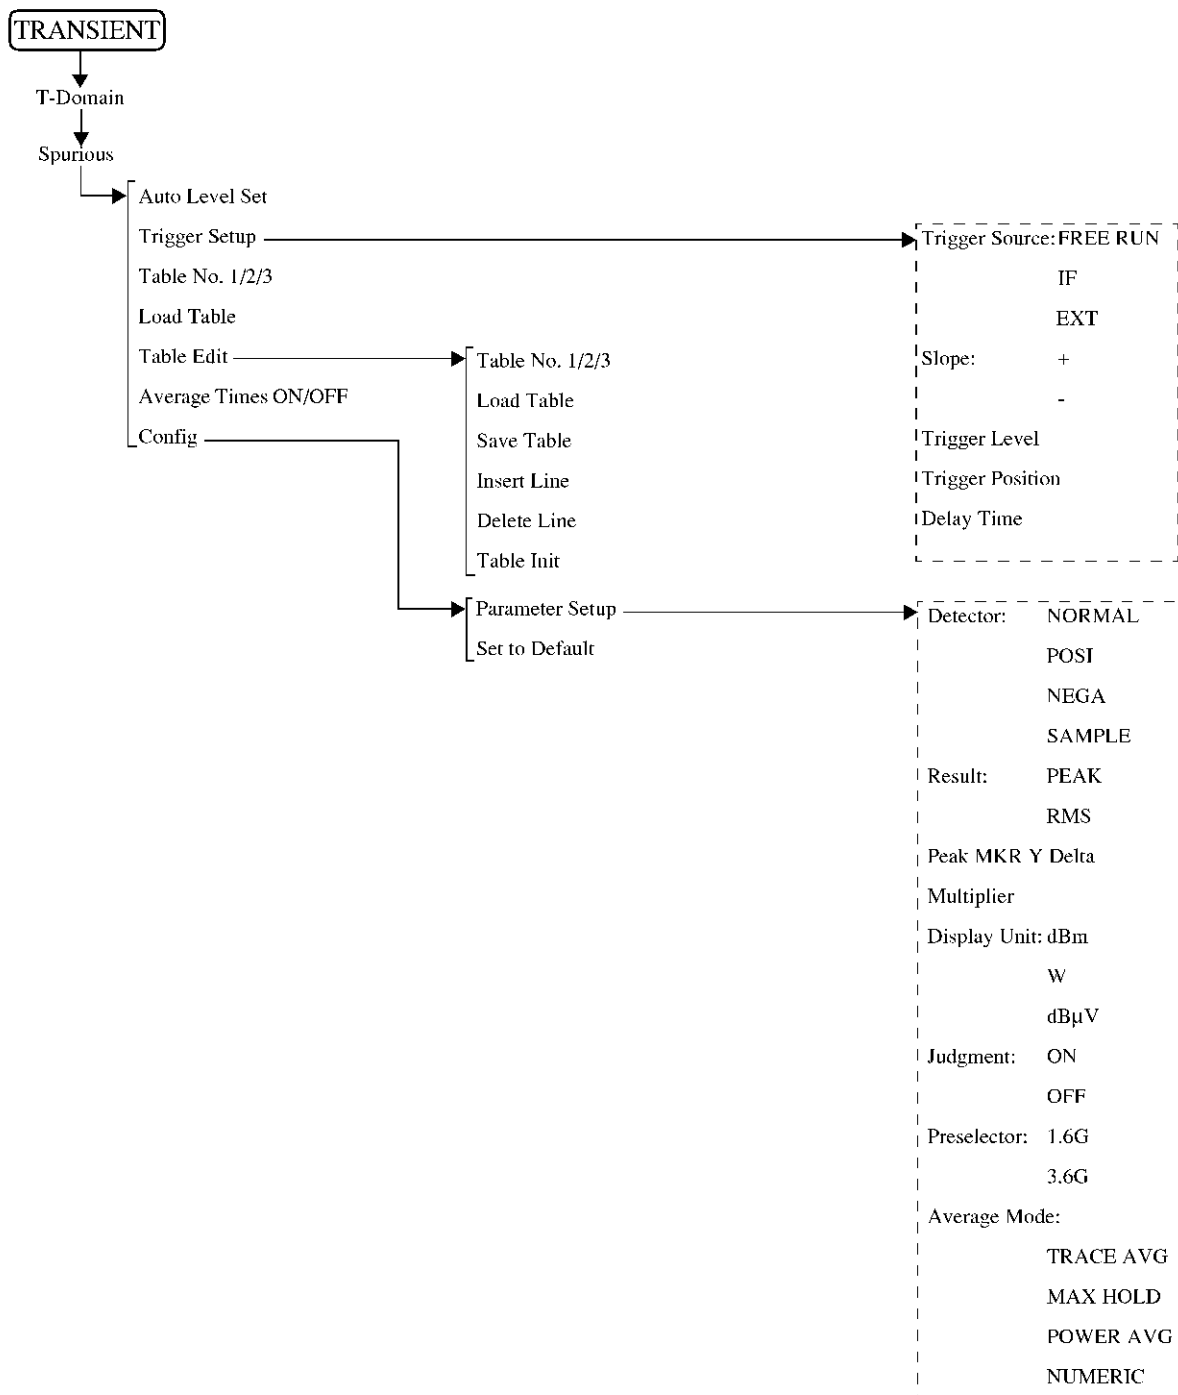 TRANSIENT
T-Domain
Spurious
Auto Level Set
Trigger Setup
Table No. 1/2/3
Load Table
Table Edit
Average Times ON/OFF
Config
Table No. 1/2/3
Load Table
Save Table
Insert Line
Delete Line
Table Init
Parameter Setup
Set to Default
Trigger Source: FREE RUN
IF
EXT
Slope: +
-
Trigger Level
Trigger Position
Delay Time
Detector: NORMAL
POSI
NEGA
SAMPLE
Result: PEAK
RMS
Peak MKR Y Delta
Multiplier
Display Unit: dBm
W
dBμV
Judgment: ON
OFF
Preselector: 1.6G
3.6G
Average Mode:
TRACE AVG
MAX HOLD
POWER AVG
NUMERIC